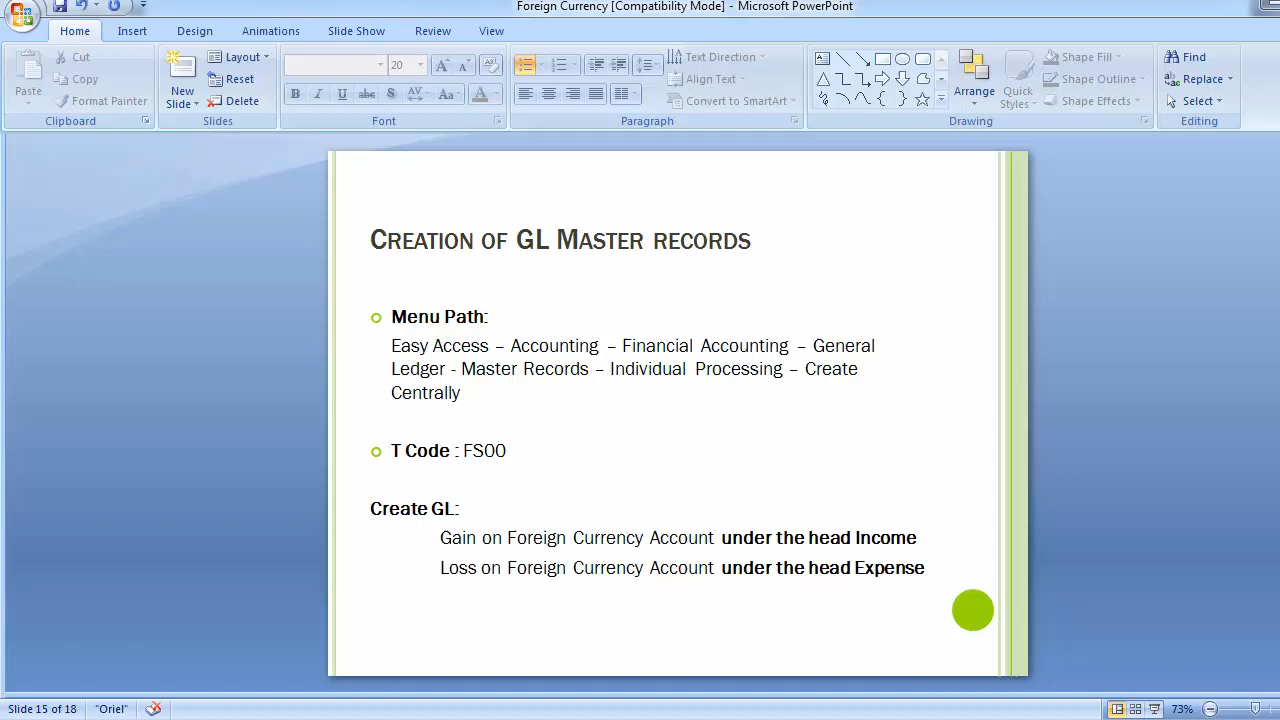 Foreign Currency [Compatibility Mode] - Microsoft PowerPoint
Home Insert Design Animations Slide Show Review View
Paste Cut Copy Format Painter Clipboard
New Slide Layout Reset Delete Slides
20 A A B I U abc S AV Aa A Font
Text Direction Align Text Convert to SmartArt Paragraph
Arrange Quick Styles Shape Fill Shape Outline Shape Effects Drawing
Find Replace Select Editing
CREATION OF GL MASTER RECORDS
Menu Path:
Easy Access – Accounting – Financial Accounting – General
Ledger - Master Records – Individual Processing – Create
Centrally
T Code : FS00
Create GL:
Gain on Foreign Currency Account under the head Income
Loss on Foreign Currency Account under the head Expense
Slide 15 of 18 "Oriel" 73%